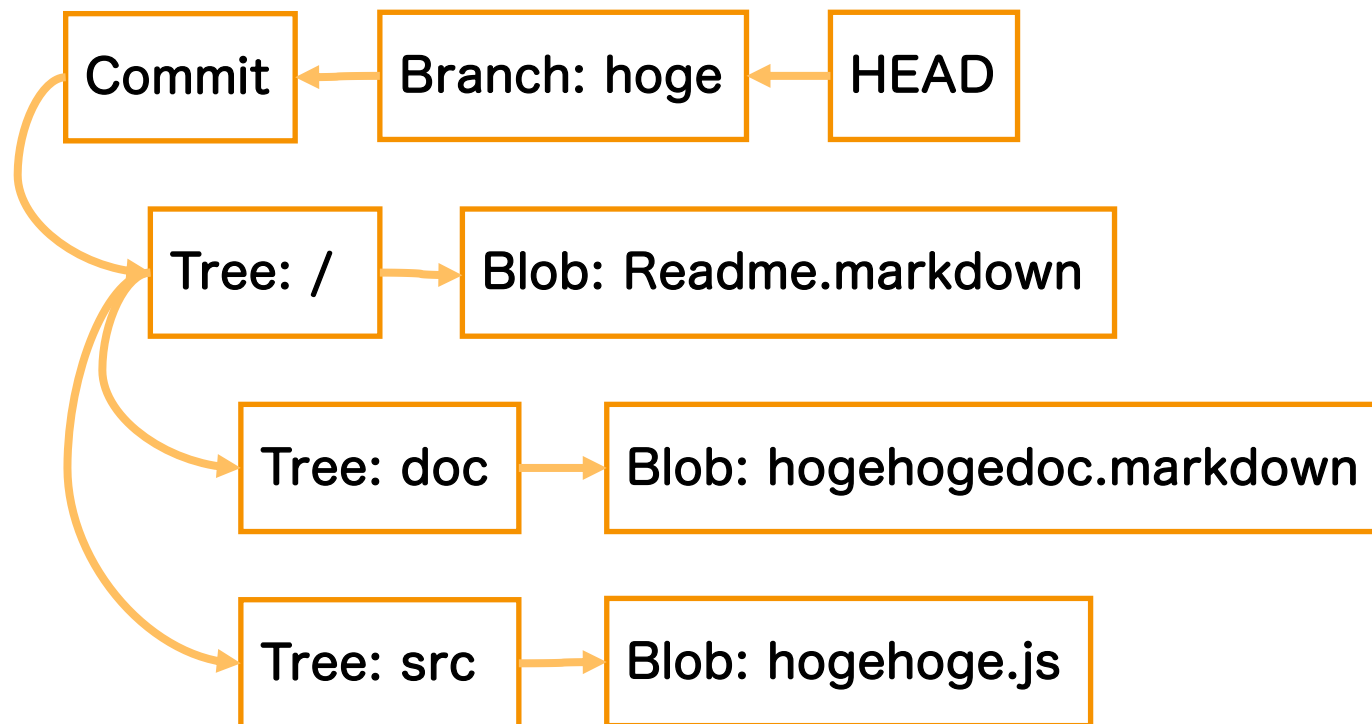 Commit
Branch: hoge
HEAD
Tree: /
Blob: Readme.markdown
Tree: doc
Blob: hogehogedoc.markdown
Tree: src
Blob: hogehoge.js